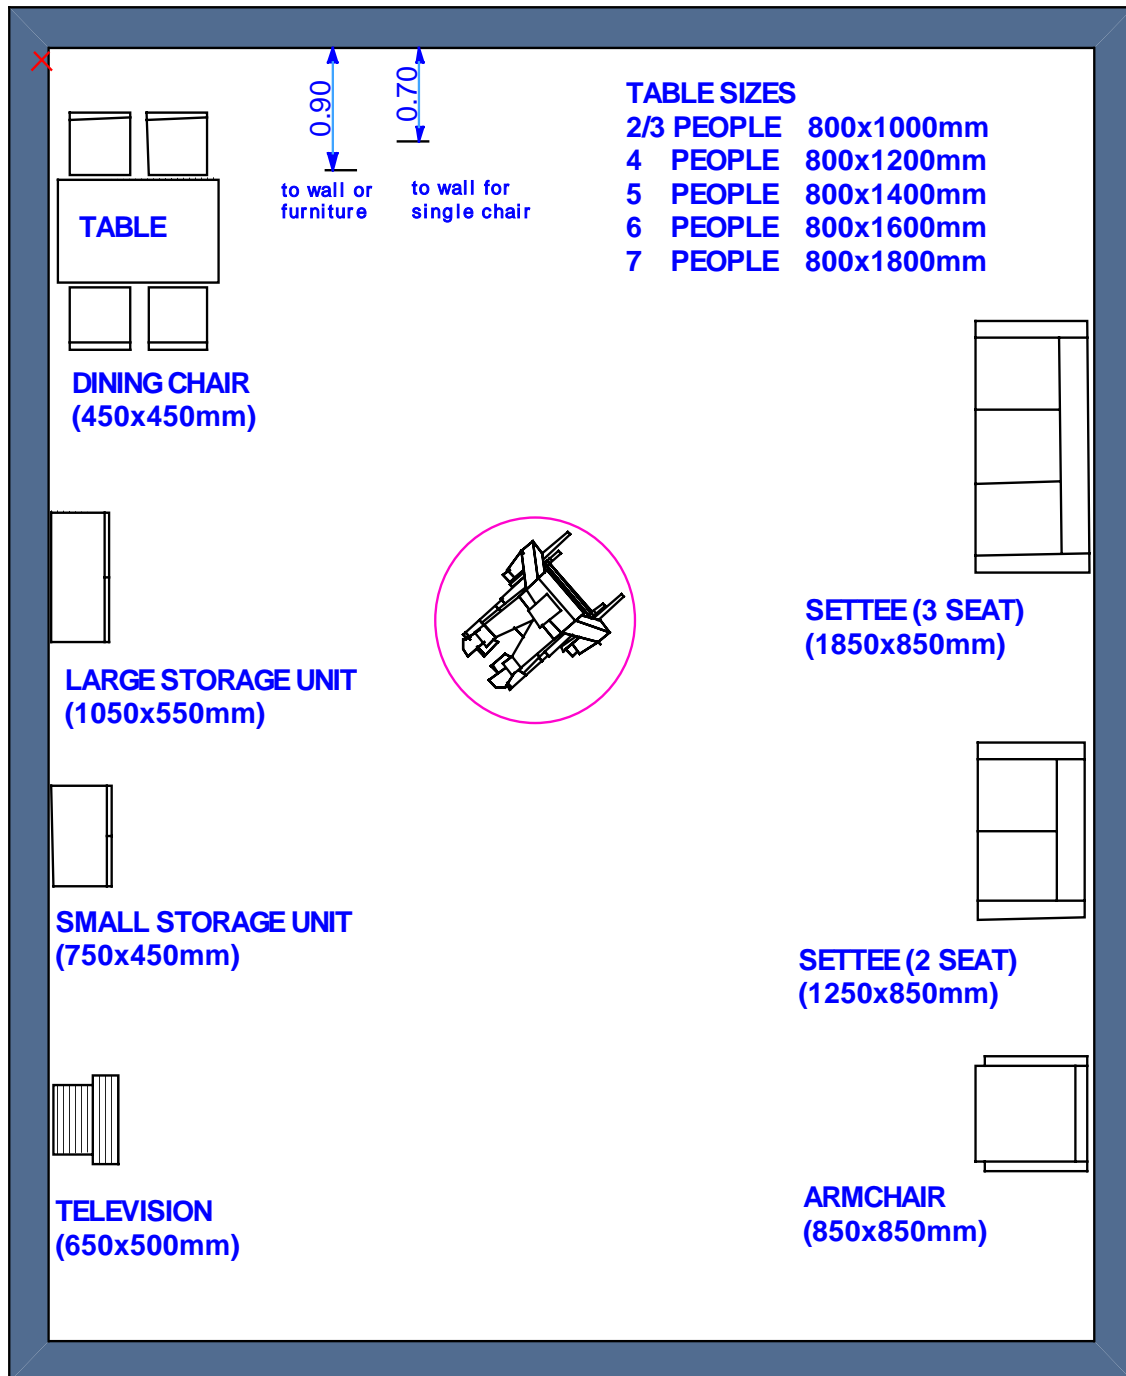 0.90
0.70
to wall or
furniture
to wall for
single chair
TABLE SIZES
2/3 PEOPLE 800x1000mm
4 PEOPLE 800x1200mm
5 PEOPLE 800x1400mm
6 PEOPLE 800x1600mm
7 PEOPLE 800x1800mm
TABLE
DINING CHAIR
(450x450mm)
SETTEE (3 SEAT)
(1850x850mm)
LARGE STORAGE UNIT
(1050x550mm)
SMALL STORAGE UNIT
(750x450mm)
SETTEE (2 SEAT)
(1250x850mm)
TELEVISION
(650x500mm)
ARMCHAIR
(850x850mm)